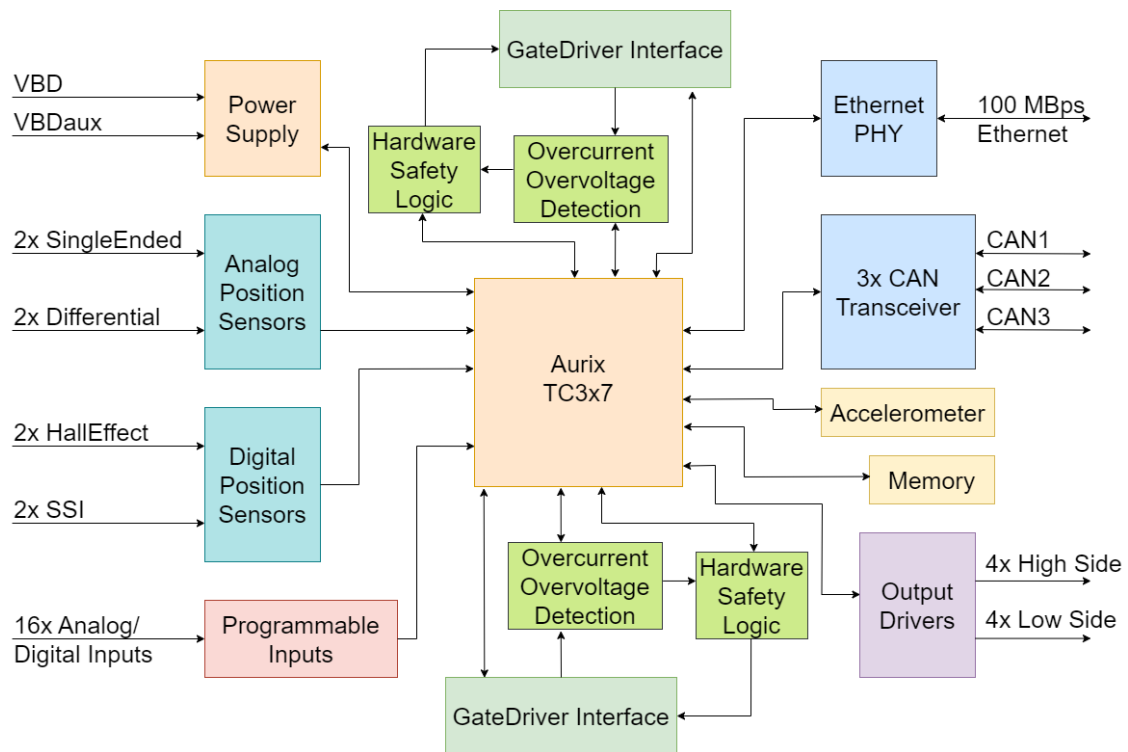 GateDriver Interface
VBD
VBDaux
Power
Supply
Hardware
Safety
Logic
Overcurrent
Overvoltage
Detection
Ethernet
PHY
100 MBps
Ethernet
2x SingleEnded
2x Differential
Analog
Position
Sensors
3x CAN
Transceiver
CAN1
CAN2
CAN3
Aurix
TC3x7
Accelerometer
Memory
2x HallEffect
2x SSI
Digital
Position
Sensors
Overcurrent
Overvoltage
Detection
Hardware
Safety
Logic
Output
Drivers
4x High Side
4x Low Side
16x Analog/
Digital Inputs
Programmable
Inputs
GateDriver Interface